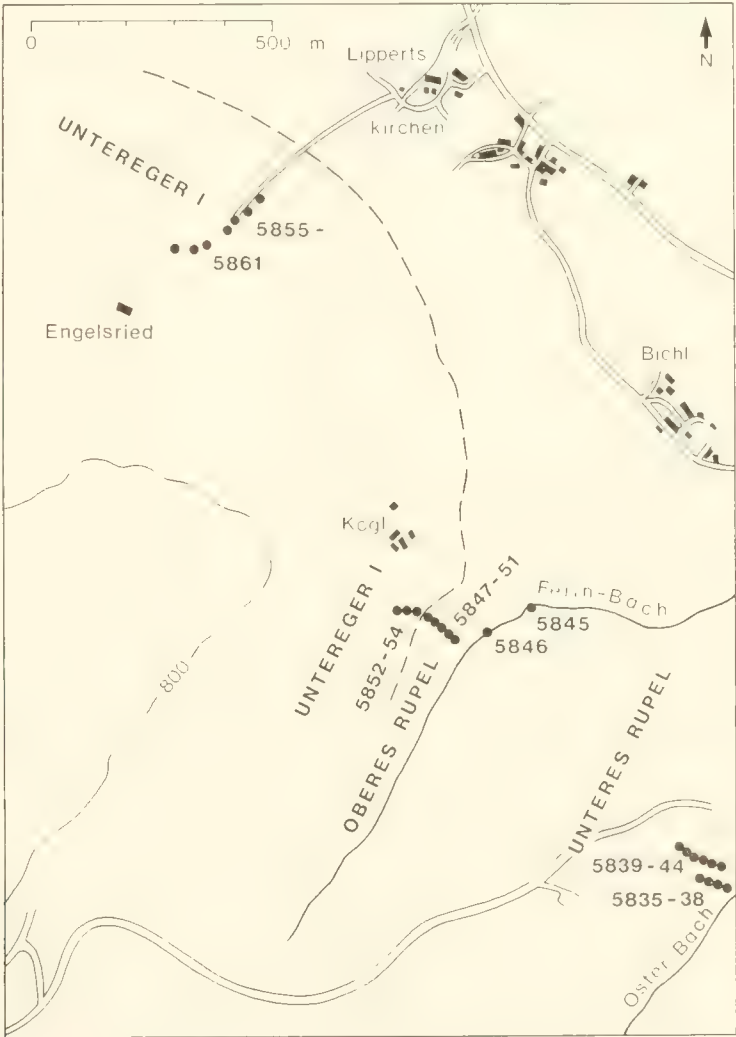 0 500 m
N
Lipperts
kirchen
UNTEREGER I
5855 -
5861
Engelsried
Bichl
Kogl
5847-51
-Bach
5845
5846
5852-54
UNTEREGER I
OBERES RUPEL
UNTERES RUPEL
800
5839-44
5835-38
Oster Bach